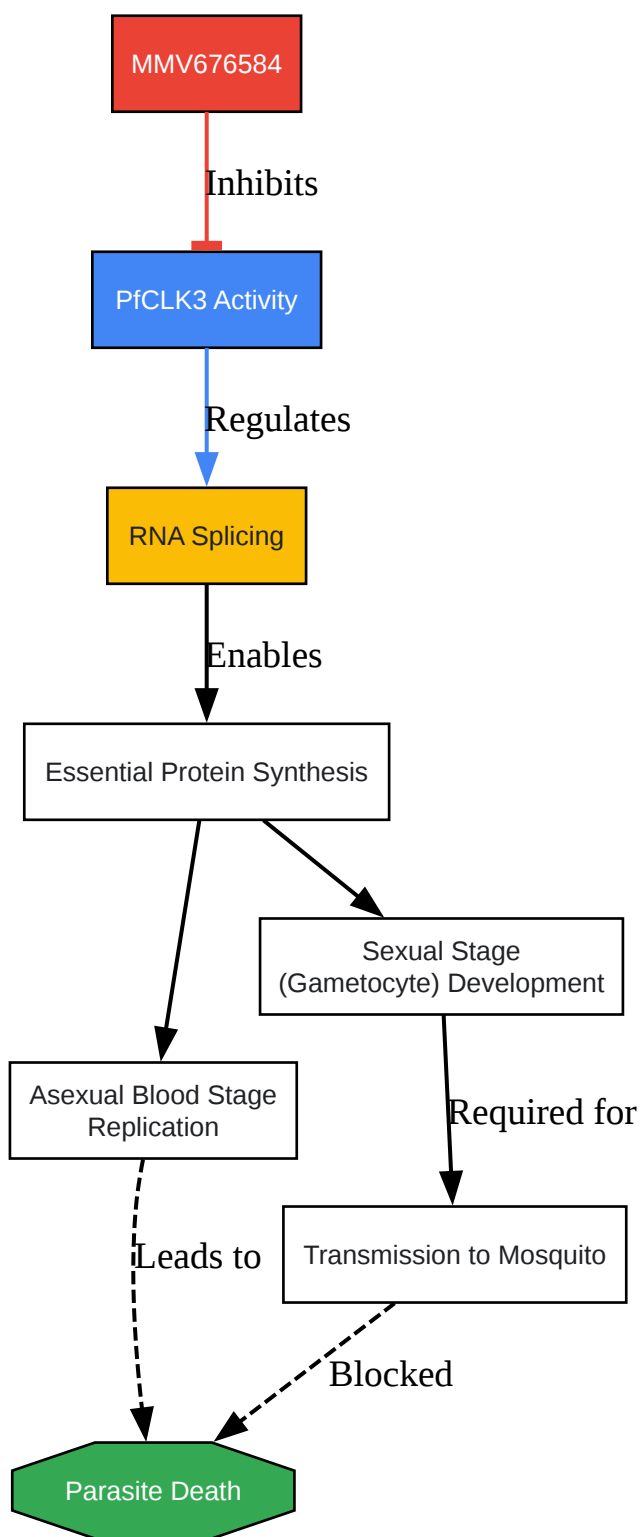 MMV676584
Inhibits
PfCLK3 Activity
Regulates
RNA Splicing
Enables
Essential Protein Synthesis
Sexual Stage
(Gametocyte) Development
Asexual Blood Stage
Replication
Required for
Leads to
Transmission to Mosquito
Blocked
Parasite Death